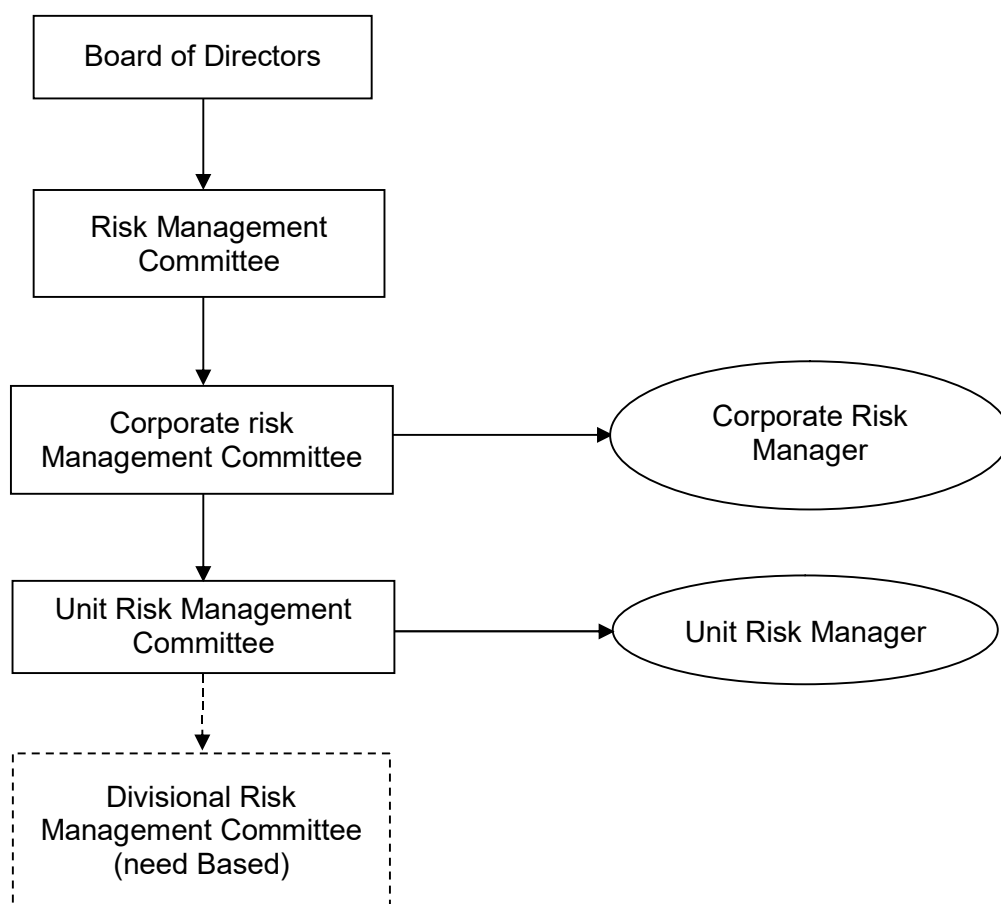 Board of Directors
Risk Management
Committee
Corporate risk
Management Committee
Corporate Risk
Manager
Unit Risk Management
Committee
Unit Risk Manager
Divisional Risk
Management Committee
(need Based)